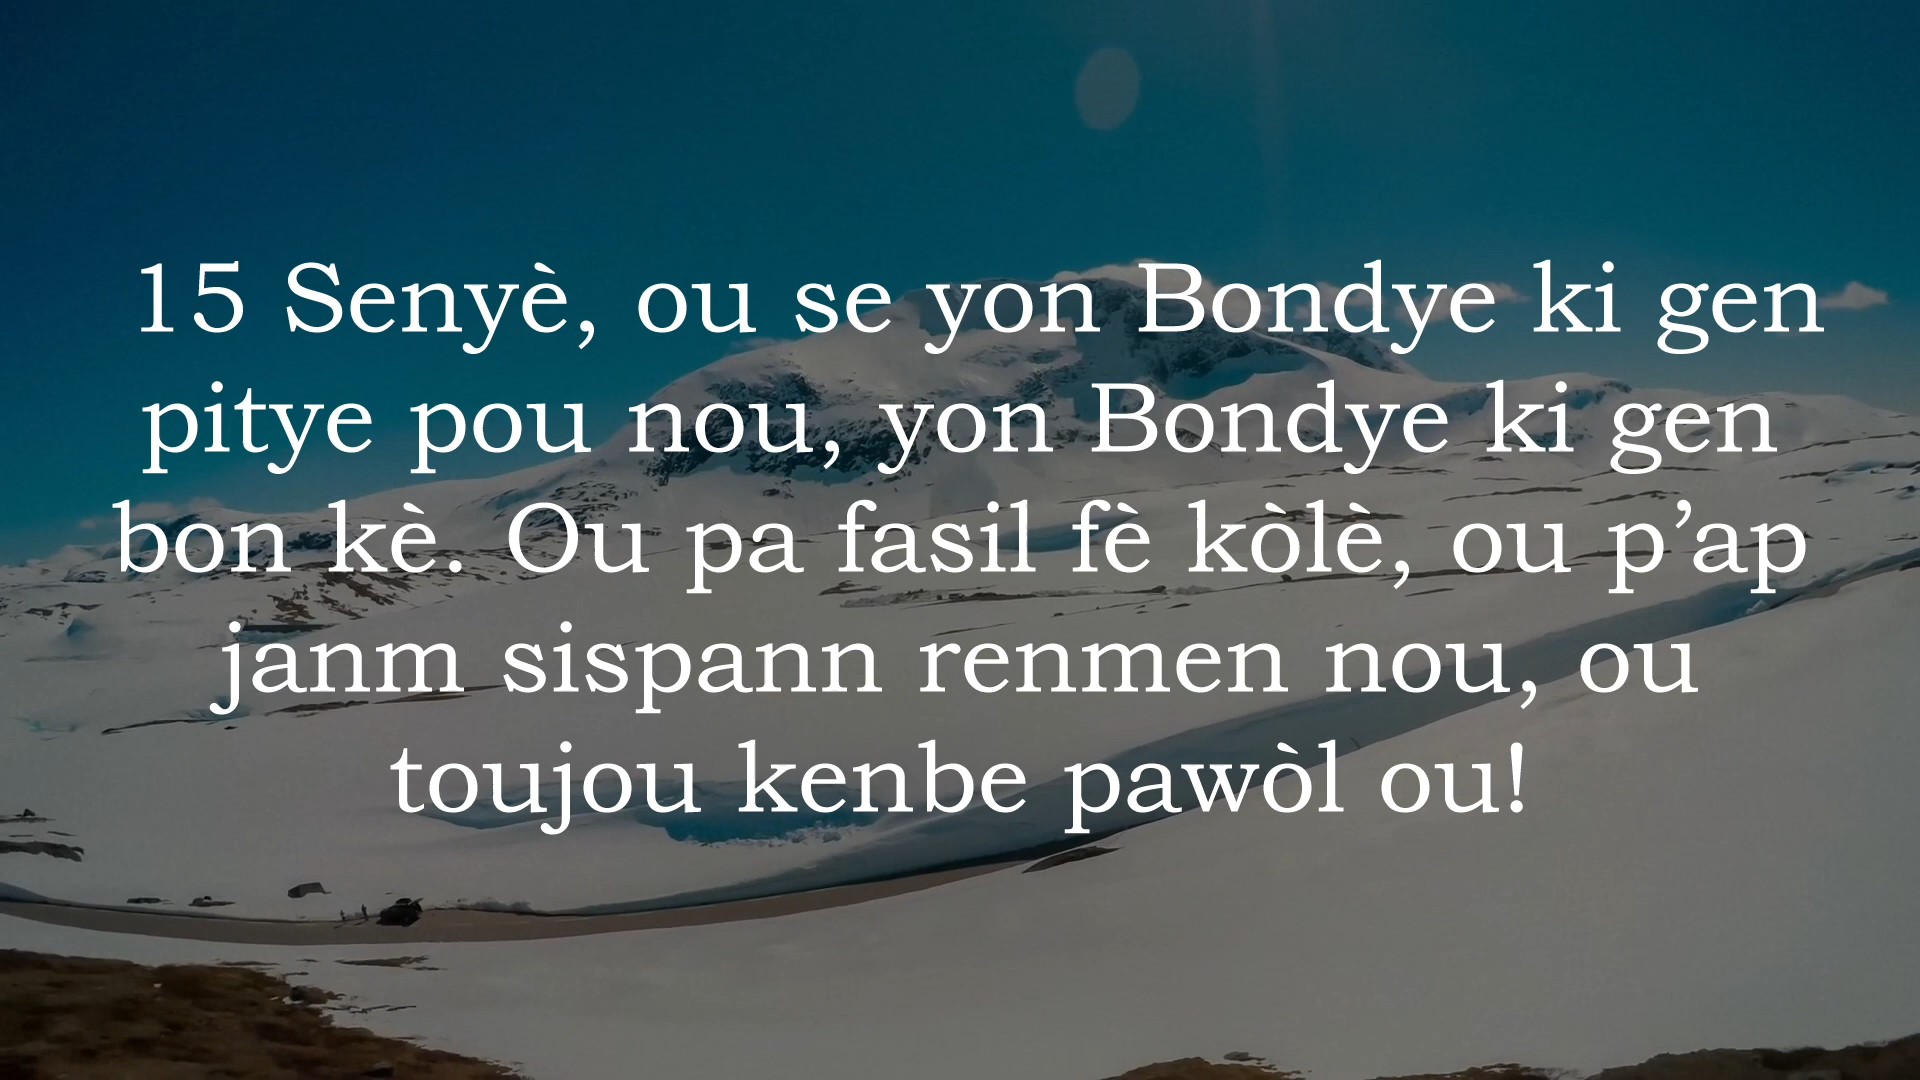 15 Senyè, ou se yon Bondye ki gen
pitye pou nou, yon Bondye ki gen
bon kè. Ou pa fasil fè kòlè, ou p’ap
janm sispann renmen nou, ou
toujou kenbe pawòl ou!